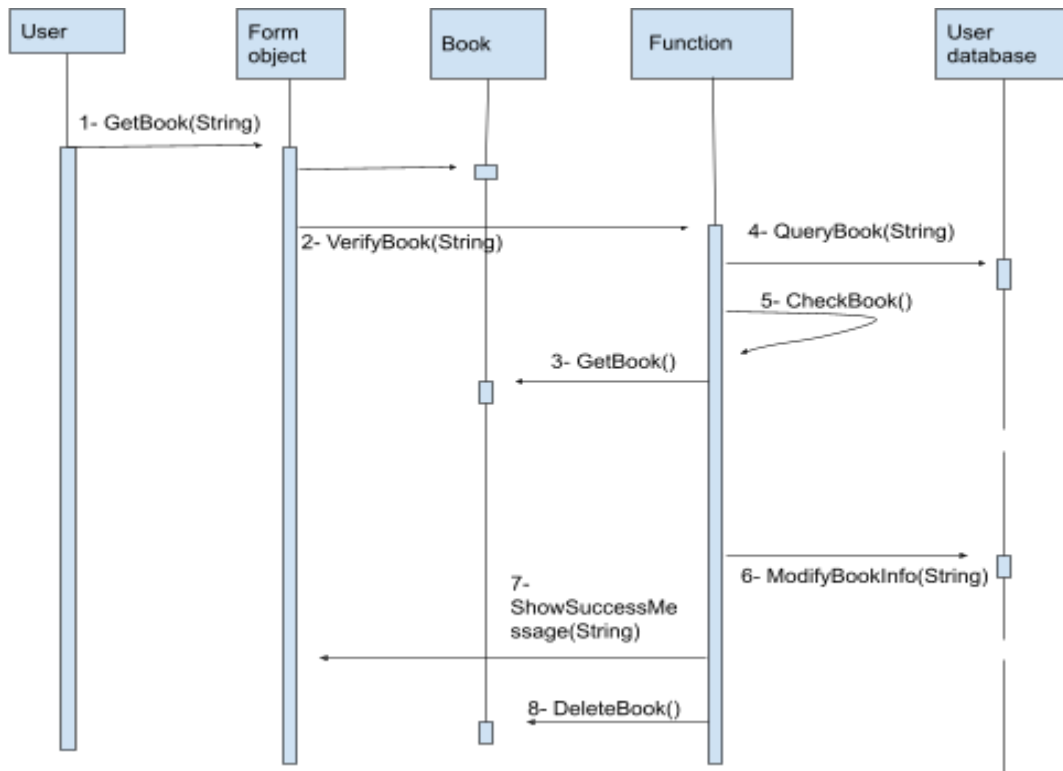 User
Form
object
Book
Function
User
database
1- GetBook(String)
2- VerifyBook(String)
4- QueryBook(String)
5- CheckBook()
3- GetBook()
6- ModifyBookInfo(String)
7-
ShowSuccessMe
ssage(String)
8- DeleteBook()